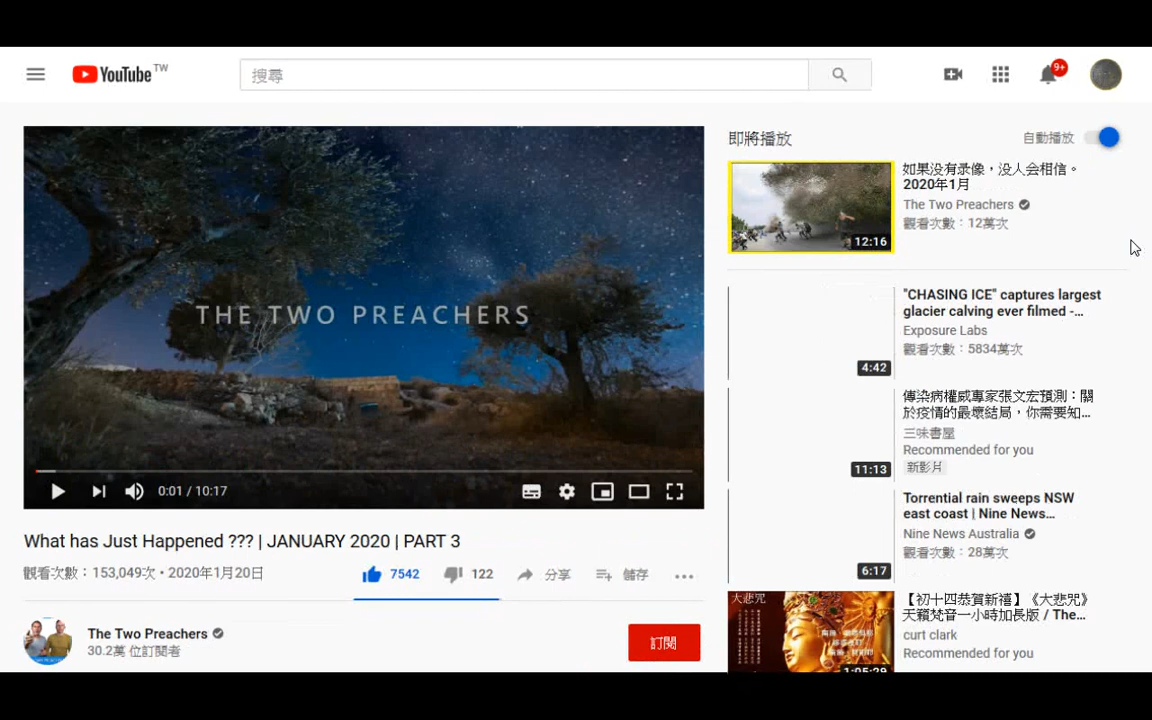 YouTube TW
搜尋
9+
THE TWO PREACHERS
0:01 / 10:17
What has Just Happened ??? | JANUARY 2020 | PART 3
觀看次數：153,049次 • 2020年1月20日
7542
122
分享
儲存
The Two Preachers
30.2萬 位訂閱者
訂閱
即將播放
自動播放
12:16
如果没有录像，没人会相信。
2020年1月
The Two Preachers
觀看次數：12萬次
4:42
"CHASING ICE" captures largest
glacier calving ever filmed -...
Exposure Labs
觀看次數：5834萬次
11:13
傳染病權威專家張文宏預測：關
於疫情的最壞結局，你需要知...
三味書屋
Recommended for you
新影片
6:17
Torrential rain sweeps NSW
east coast | Nine News...
Nine News Australia
觀看次數：28萬次
大悲咒
1:05:29
【初十四恭賀新禧】《大悲咒》
天籟梵音一小時加長版 / The...
curt clark
Recommended for you